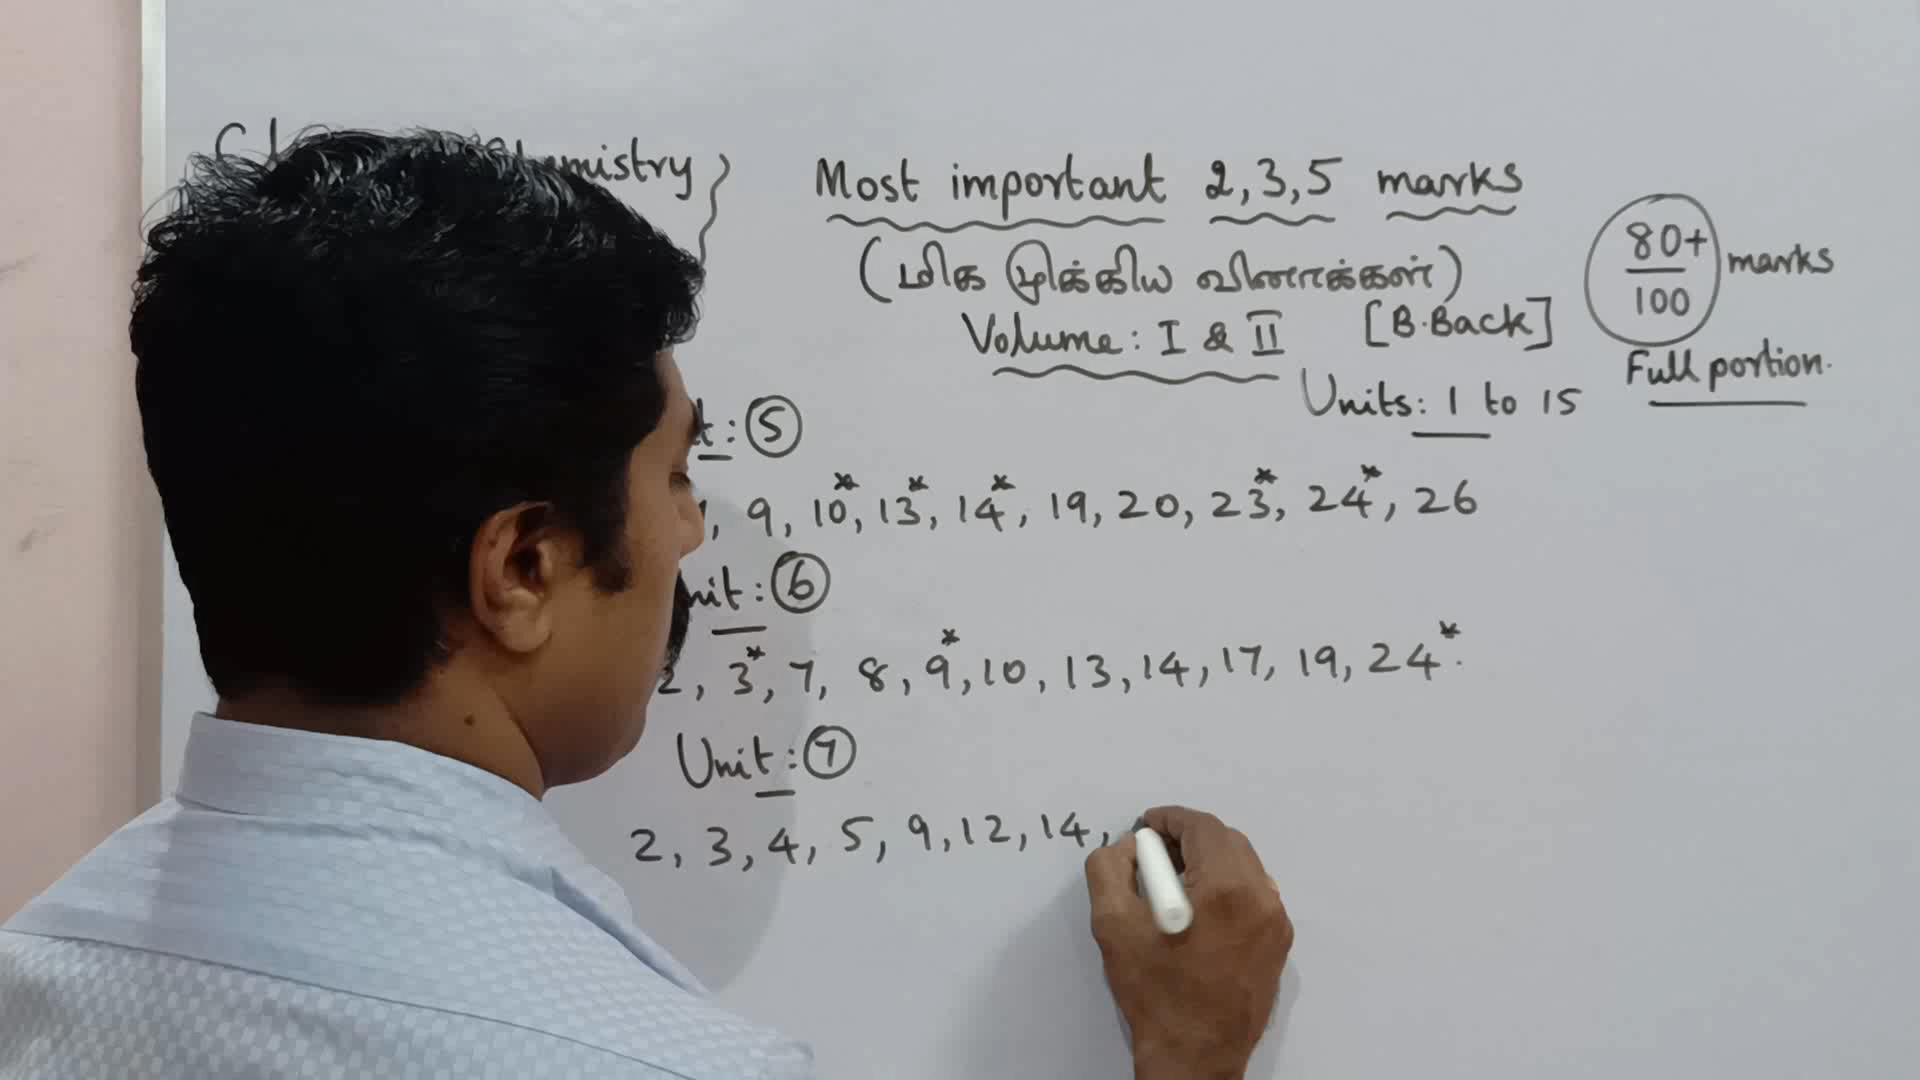 Chemistry
Most important 2,3,5 marks
(மிக முக்கிய வினாக்கள்)
80+
100
marks
Volume: I & II [B.Back]
Full portion.
Units: 1 to 15
: 5
9, 10*, 13*, 14*, 19, 20, 23*, 24*, 26
Unit: 6
2, 3*, 7, 8, 9*, 10, 13, 14, 17, 19, 24*.
Unit: 7
2, 3, 4, 5, 9, 12, 14,